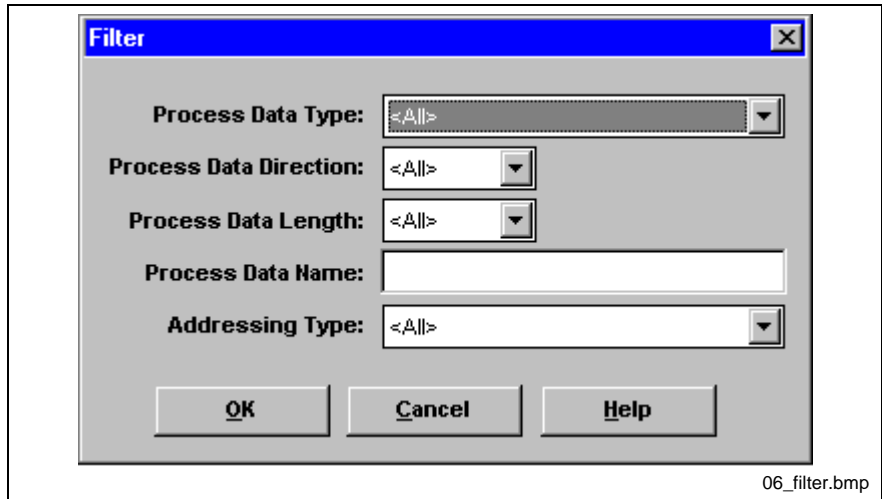 Filter
Process Data Type: <All>
Process Data Direction: <All>
Process Data Length: <All>
Process Data Name:
Addressing Type: <All>
OK Cancel Help
06_filter.bmp